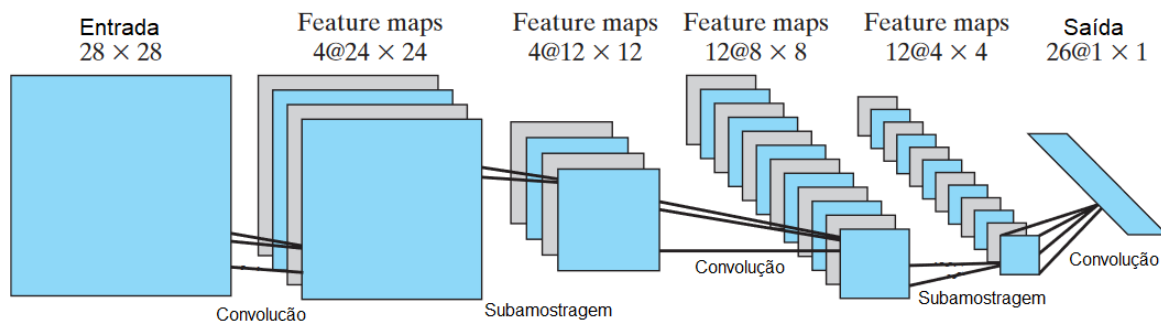 Entrada
28 × 28
Feature maps
4@24 × 24
Feature maps
4@12 × 12
Feature maps
12@8 × 8
Feature maps
12@4 × 4
Saída
26@1 × 1
Convolução
Subamostragem
Convolução
Subamostragem
Convolução